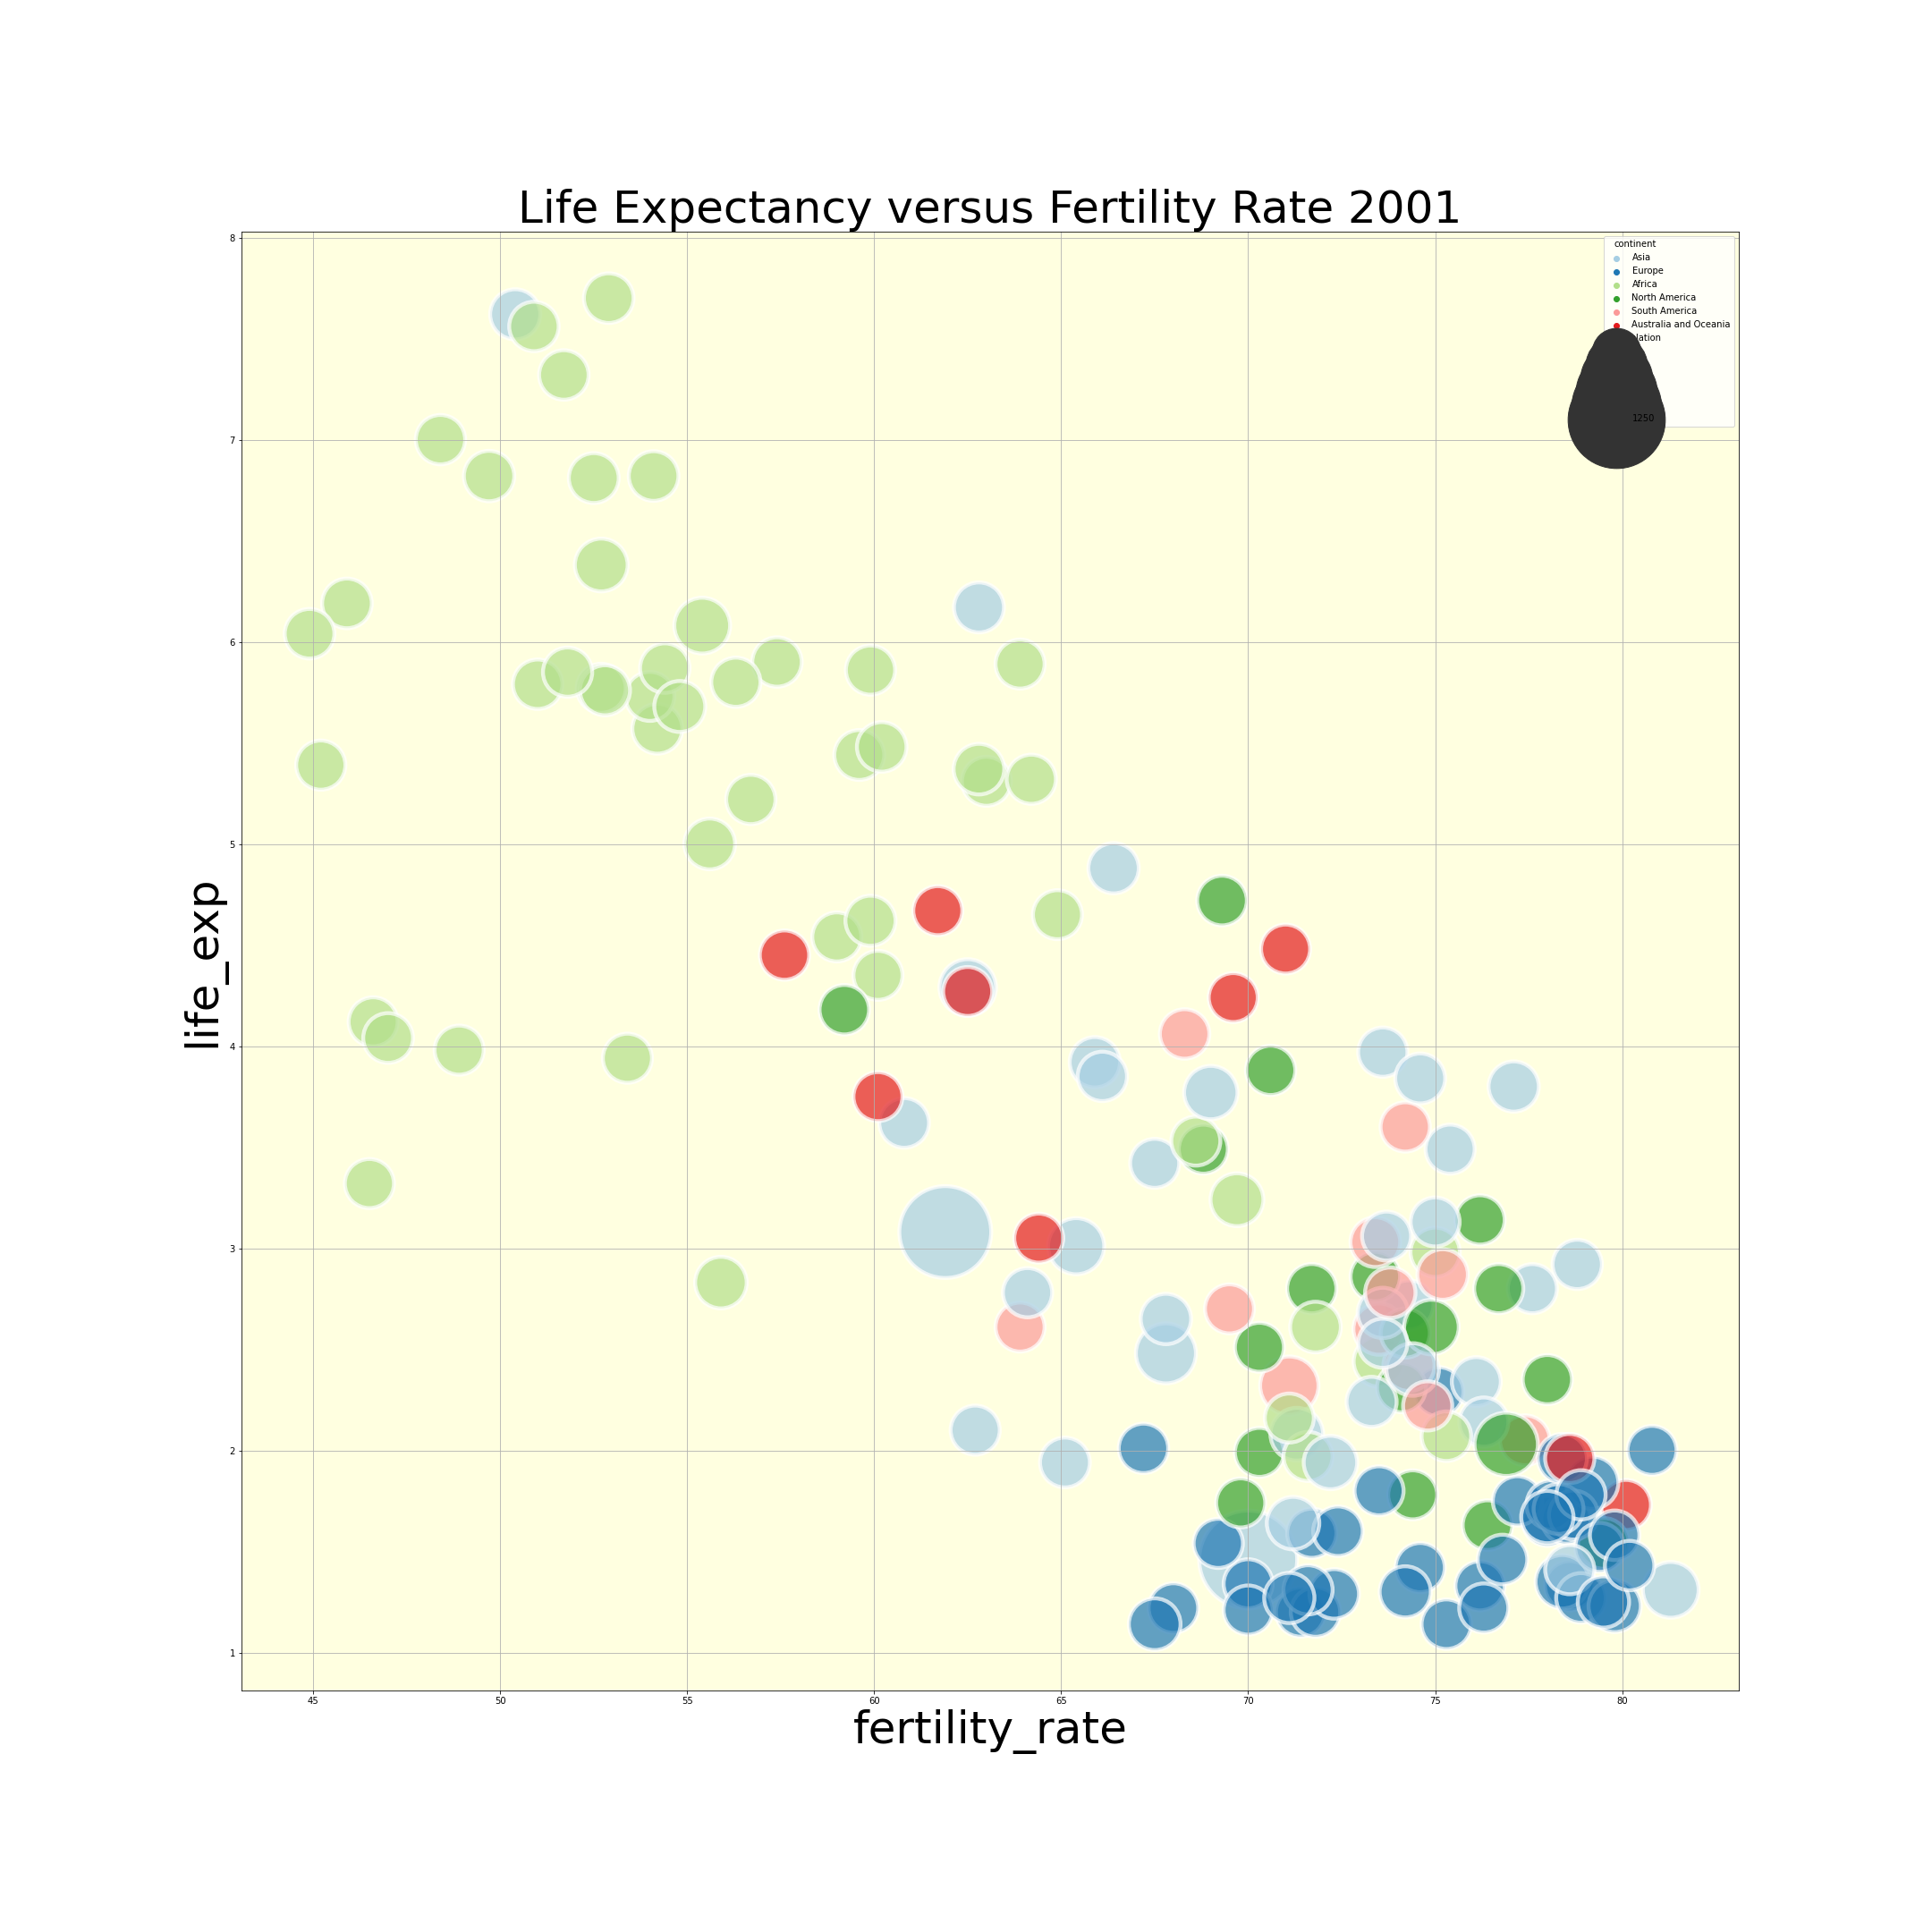 Life Expectancy versus Fertility Rate 2001
8
7
6
5
4
3
2
1
life_exp
45 50 55 60 65 70 75 80
fertility_rate
continent
Asia
Europe
Africa
North America
South America
Australia and Oceania
1250